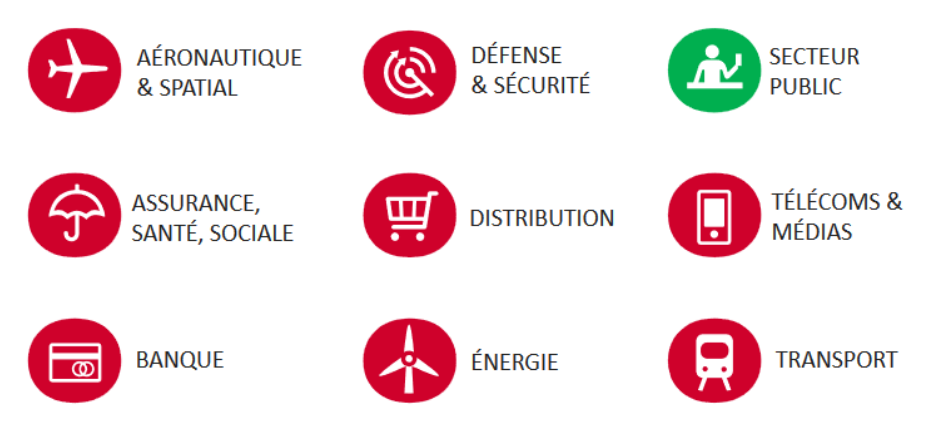 AÉRONAUTIQUE
& SPATIAL
DÉFENSE
& SÉCURITÉ
SECTEUR
PUBLIC
ASSURANCE,
SANTÉ, SOCIALE
DISTRIBUTION
TÉLÉCOMS &
MÉDIAS
BANQUE
ÉNERGIE
TRANSPORT